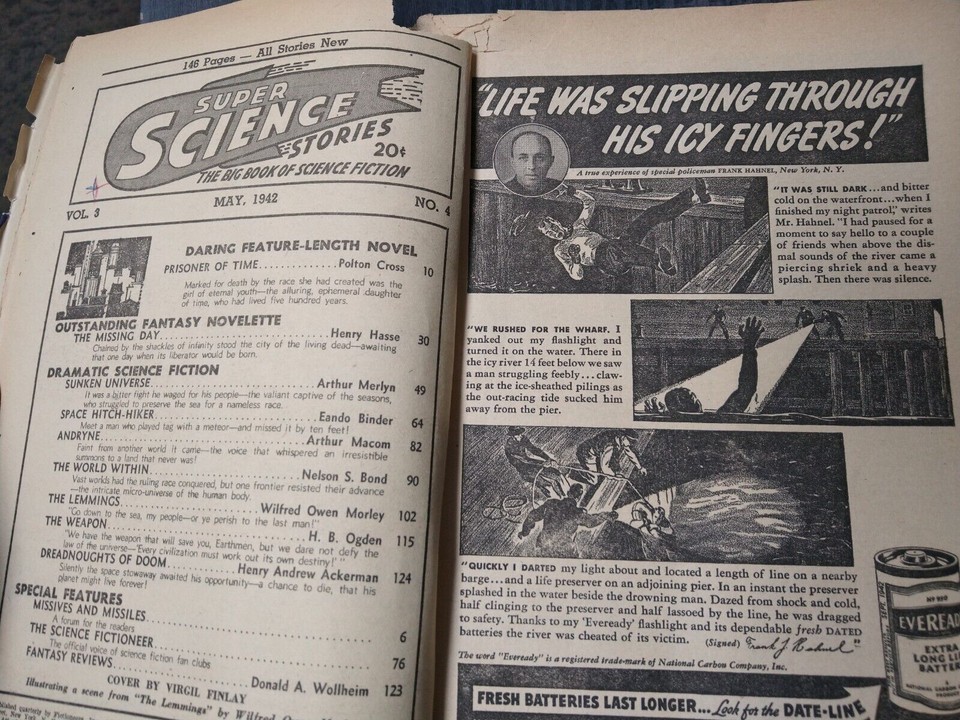 146 Pages — All Stories New
SUPER
SCIENCE
STORIES
20¢
THE BIG BOOK OF SCIENCE FICTION
VOL. 3 MAY, 1942 NO. 4
DARING FEATURE-LENGTH NOVEL
PRISONER OF TIME..............Polton Cross 10
Marked for death by the race she had created was the
girl of eternal youth—the alluring, ephemeral daughter
of time, who had lived five hundred years.
OUTSTANDING FANTASY NOVELETTE
THE MISSING DAY..............Henry Hasse 30
Chained by the shackles of infinity stood the city of the living dead—awaiting
that one day when its liberator would be born.
DRAMATIC SCIENCE FICTION
SUNKEN UNIVERSE..............Arthur Merlyn 49
It was a bitter fight he waged for his people—the valiant captive of the seasons,
who struggled to preserve the sea for a nameless race.
SPACE HITCH-HIKER..............Eando Binder 64
Meet a man who played tag with a meteor—and missed it by ten feet!
ANDRYNE..............Arthur Macom 82
Faint from another world it came—the voice that whispered an irresistible
summons to a land that never was!
THE WORLD WITHIN..............Nelson S. Bond 90
Vast worlds had the ruling race conquered, but one frontier resisted their advance
—the intricate micro-universe of the human body.
THE LEMMINGS..............Wilfred Owen Morley 102
"Go down to the sea, my people—or ye perish to the last man!"
THE WEAPON..............H. B. Ogden 115
"We have the weapon that will save you, Earthmen, but we dare not defy the
law of the universe—'Every civilization must work out its own destiny!' "
DREADNOUGHTS OF DOOM..............Henry Andrew Ackerman 124
Silently the space stowaway awaited his opportunity—a chance to die, that his
planet might live forever!
SPECIAL FEATURES
MISSIVES AND MISSILES..............6
A forum for the readers
THE SCIENCE FICTIONEER..............76
The official voice of science fiction fan clubs
FANTASY REVIEWS..............Donald A. Wollheim 123
COVER BY VIRGIL FINLAY
Illustrating a scene from "The Lemmings" by Wilfred
"LIFE WAS SLIPPING THROUGH
HIS ICY FINGERS!"
A true experience of special policeman FRANK HAHNEL, New York, N. Y.
"IT WAS STILL DARK...and bitter
cold on the waterfront...when I
finished my night patrol," writes
Mr. Hahnel. "I had paused for a
moment to say hello to a couple
of friends when above the dis-
mal sounds of the river came a
piercing shriek and a heavy
splash. Then there was silence.
"WE RUSHED FOR THE WHARF. I
yanked out my flashlight and
turned it on the water. There in
the icy river 14 feet below we saw
a man struggling feebly...claw-
ing at the ice-sheathed pilings as
the out-racing tide sucked him
away from the pier.
"QUICKLY I DARTED my light about and located a length of line on a nearby
barge...and a life preserver on an adjoining pier. In an instant the preserver
splashed in the water beside the drowning man. Dazed from shock and cold,
half clinging to the preserver and half lassoed by the line, he was dragged
to safety. Thanks to my 'Eveready' flashlight and its dependable fresh DATED
batteries the river was cheated of its victim. (Signed) Frank J Hahnel"
The word "Eveready" is a registered trade-mark of National Carbon Company, Inc.
EVEREADY
EXTRA
LONG
FRESH BATTERIES LAST LONGER... Look for the DATE-LINE